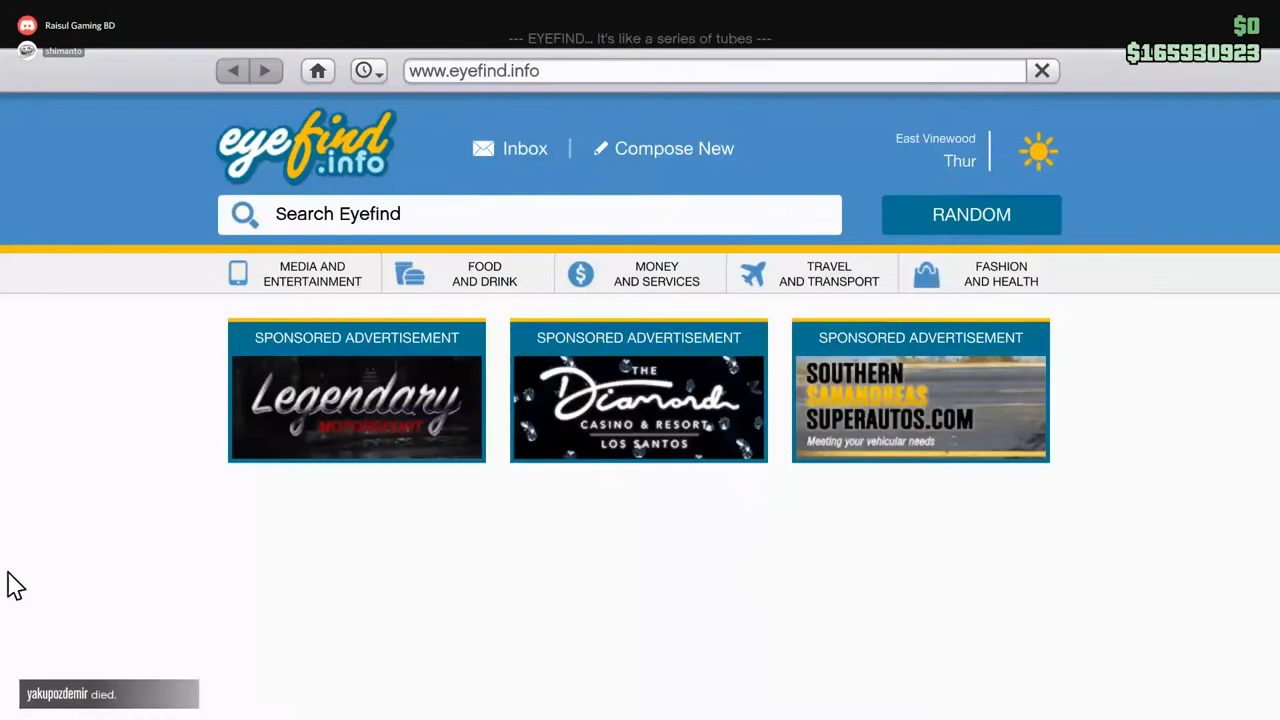 Raisul Gaming BD
shimanto
--- EYEFIND... It's like a series of tubes ---
$0
$165930923
www.eyefind.info
eyefind
.info
Inbox
Compose New
East Vinewood
Thur
Search Eyefind
RANDOM
MEDIA AND
ENTERTAINMENT
FOOD
AND DRINK
MONEY
AND SERVICES
TRAVEL
AND TRANSPORT
FASHION
AND HEALTH
SPONSORED ADVERTISEMENT
Legendary
MOTORSPORT
SPONSORED ADVERTISEMENT
THE
Diamond
CASINO & RESORT
LOS SANTOS
SPONSORED ADVERTISEMENT
SOUTHERN
SANANDREAS
SUPERAUTOS.COM
Meeting your vehicular needs
yakupozdemir died.